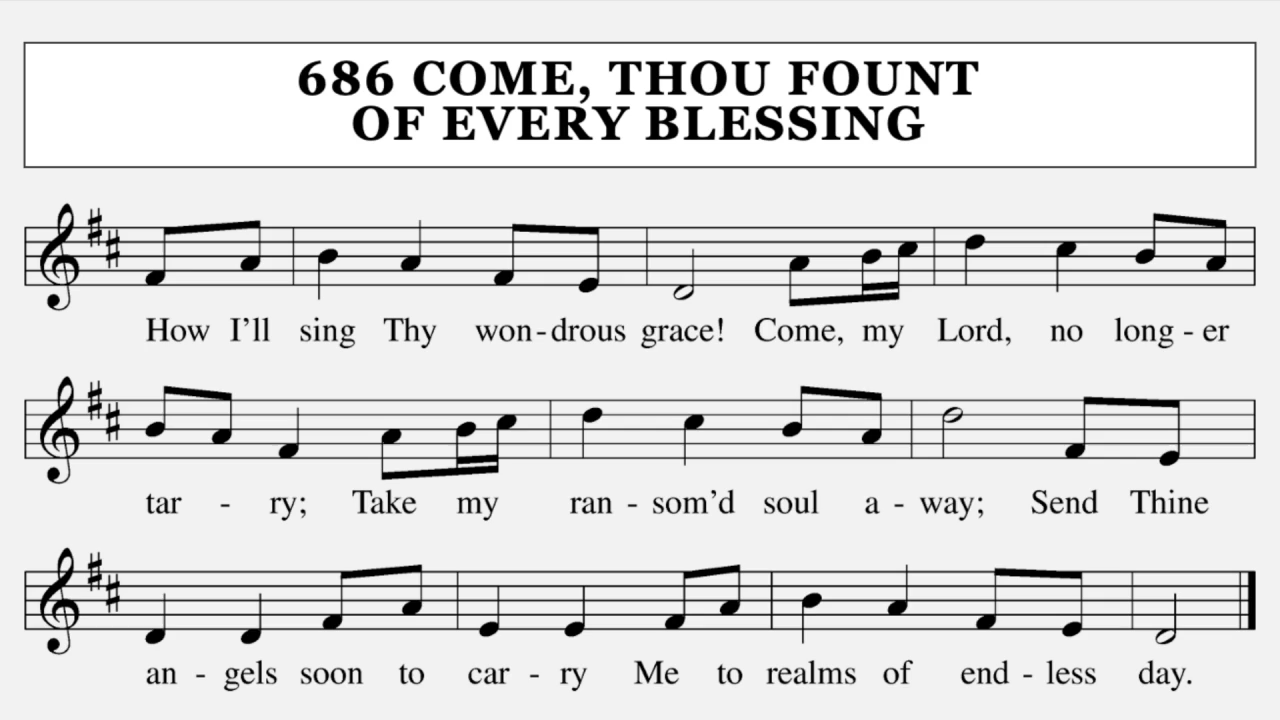 686 COME, THOU FOUNT
OF EVERY BLESSING
How I'll sing Thy won-drous grace! Come, my Lord, no long - er
tar - ry; Take my ran - som'd soul a - way; Send Thine
an - gels soon to car - ry Me to realms of end - less day.